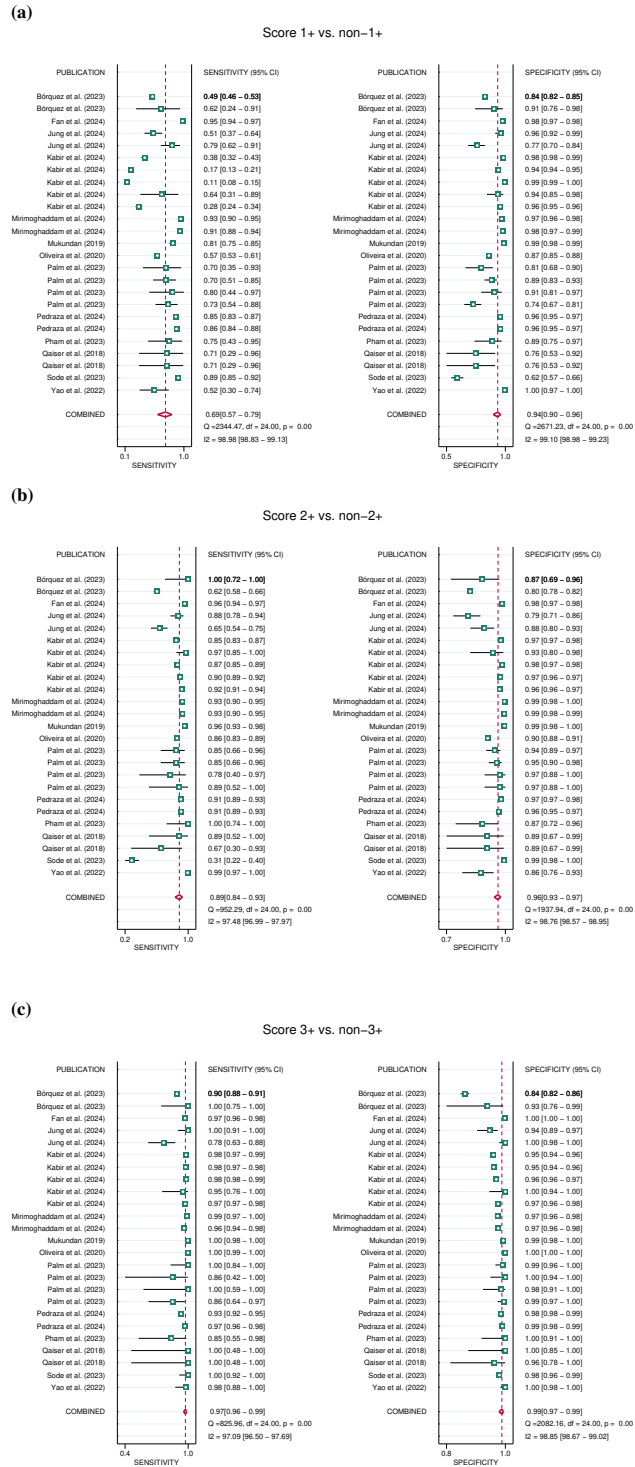 (a)
Score 1+ vs. non−1+
PUBLICATION SENSITIVITY (95% CI) PUBLICATION SPECIFICITY (95% CI)
Bórquez et al. (2023) 0.49 [0.46 − 0.53] Bórquez et al. (2023) 0.84 [0.82 − 0.85]
Bórquez et al. (2023) 0.62 [0.24 − 0.91] Bórquez et al. (2023) 0.91 [0.76 − 0.98]
Fan et al. (2024) 0.95 [0.94 − 0.97] Fan et al. (2024) 0.98 [0.97 − 0.98]
Jung et al. (2024) 0.51 [0.37 − 0.64] Jung et al. (2024) 0.96 [0.92 − 0.99]
Jung et al. (2024) 0.79 [0.62 − 0.91] Jung et al. (2024) 0.77 [0.70 − 0.84]
Kabir et al. (2024) 0.38 [0.32 − 0.43] Kabir et al. (2024) 0.98 [0.98 − 0.99]
Kabir et al. (2024) 0.17 [0.13 − 0.21] Kabir et al. (2024) 0.94 [0.94 − 0.95]
Kabir et al. (2024) 0.11 [0.08 − 0.15] Kabir et al. (2024) 0.99 [0.99 − 1.00]
Kabir et al. (2024) 0.64 [0.31 − 0.89] Kabir et al. (2024) 0.94 [0.85 − 0.98]
Kabir et al. (2024) 0.28 [0.24 − 0.34] Kabir et al. (2024) 0.96 [0.95 − 0.96]
Mirimoghaddam et al. (2024) 0.93 [0.90 − 0.95] Mirimoghaddam et al. (2024) 0.97 [0.96 − 0.98]
Mirimoghaddam et al. (2024) 0.91 [0.88 − 0.94] Mirimoghaddam et al. (2024) 0.98 [0.97 − 0.99]
Mukundan (2019) 0.81 [0.75 − 0.85] Mukundan (2019) 0.99 [0.98 − 0.99]
Oliveira et al. (2020) 0.57 [0.53 − 0.61] Oliveira et al. (2020) 0.87 [0.85 − 0.88]
Palm et al. (2023) 0.70 [0.35 − 0.93] Palm et al. (2023) 0.81 [0.68 − 0.90]
Palm et al. (2023) 0.70 [0.51 − 0.85] Palm et al. (2023) 0.89 [0.83 − 0.93]
Palm et al. (2023) 0.80 [0.44 − 0.97] Palm et al. (2023) 0.91 [0.81 − 0.97]
Palm et al. (2023) 0.73 [0.54 − 0.88] Palm et al. (2023) 0.74 [0.67 − 0.81]
Pedraza et al. (2024) 0.85 [0.83 − 0.87] Pedraza et al. (2024) 0.96 [0.95 − 0.97]
Pedraza et al. (2024) 0.86 [0.84 − 0.88] Pedraza et al. (2024) 0.96 [0.95 − 0.97]
Pham et al. (2023) 0.75 [0.43 − 0.95] Pham et al. (2023) 0.89 [0.75 − 0.97]
Qaiser et al. (2018) 0.71 [0.29 − 0.96] Qaiser et al. (2018) 0.76 [0.53 − 0.92]
Qaiser et al. (2018) 0.71 [0.29 − 0.96] Qaiser et al. (2018) 0.76 [0.53 − 0.92]
Sode et al. (2023) 0.89 [0.85 − 0.92] Sode et al. (2023) 0.62 [0.57 − 0.66]
Yao et al. (2022) 0.52 [0.30 − 0.74] Yao et al. (2022) 1.00 [0.97 − 1.00]
COMBINED 0.69[0.57 − 0.79] COMBINED 0.94[0.90 − 0.96]
Q =2344.47, df = 24.00, p = 0.00 Q =2671.23, df = 24.00, p = 0.00
I2 = 98.98 [98.83 − 99.13] I2 = 99.10 [98.98 − 99.23]
0.1 1.0 0.5 1.0
SENSITIVITY SPECIFICITY
(b)
Score 2+ vs. non−2+
PUBLICATION SENSITIVITY (95% CI) PUBLICATION SPECIFICITY (95% CI)
Bórquez et al. (2023) 1.00 [0.72 − 1.00] Bórquez et al. (2023) 0.87 [0.69 − 0.96]
Bórquez et al. (2023) 0.62 [0.58 − 0.66] Bórquez et al. (2023) 0.80 [0.78 − 0.82]
Fan et al. (2024) 0.96 [0.94 − 0.97] Fan et al. (2024) 0.98 [0.97 − 0.98]
Jung et al. (2024) 0.88 [0.78 − 0.94] Jung et al. (2024) 0.79 [0.71 − 0.86]
Jung et al. (2024) 0.65 [0.54 − 0.75] Jung et al. (2024) 0.88 [0.80 − 0.93]
Kabir et al. (2024) 0.85 [0.83 − 0.87] Kabir et al. (2024) 0.97 [0.97 − 0.98]
Kabir et al. (2024) 0.97 [0.85 − 1.00] Kabir et al. (2024) 0.93 [0.80 − 0.98]
Kabir et al. (2024) 0.87 [0.85 − 0.89] Kabir et al. (2024) 0.98 [0.97 − 0.98]
Kabir et al. (2024) 0.90 [0.89 − 0.92] Kabir et al. (2024) 0.97 [0.96 − 0.97]
Kabir et al. (2024) 0.92 [0.91 − 0.94] Kabir et al. (2024) 0.96 [0.96 − 0.97]
Mirimoghaddam et al. (2024) 0.93 [0.90 − 0.95] Mirimoghaddam et al. (2024) 0.99 [0.98 − 1.00]
Mirimoghaddam et al. (2024) 0.93 [0.90 − 0.95] Mirimoghaddam et al. (2024) 0.99 [0.98 − 0.99]
Mukundan (2019) 0.96 [0.93 − 0.98] Mukundan (2019) 0.99 [0.98 − 1.00]
Oliveira et al. (2020) 0.86 [0.83 − 0.89] Oliveira et al. (2020) 0.90 [0.88 − 0.91]
Palm et al. (2023) 0.85 [0.66 − 0.96] Palm et al. (2023) 0.94 [0.89 − 0.97]
Palm et al. (2023) 0.85 [0.66 − 0.96] Palm et al. (2023) 0.95 [0.90 − 0.98]
Palm et al. (2023) 0.78 [0.40 − 0.97] Palm et al. (2023) 0.97 [0.88 − 1.00]
Palm et al. (2023) 0.89 [0.52 − 1.00] Palm et al. (2023) 0.97 [0.88 − 1.00]
Pedraza et al. (2024) 0.91 [0.89 − 0.93] Pedraza et al. (2024) 0.97 [0.97 − 0.98]
Pedraza et al. (2024) 0.91 [0.89 − 0.93] Pedraza et al. (2024) 0.96 [0.95 − 0.97]
Pham et al. (2023) 1.00 [0.74 − 1.00] Pham et al. (2023) 0.87 [0.72 − 0.96]
Qaiser et al. (2018) 0.89 [0.52 − 1.00] Qaiser et al. (2018) 0.89 [0.67 − 0.99]
Qaiser et al. (2018) 0.67 [0.30 − 0.93] Qaiser et al. (2018) 0.89 [0.67 − 0.99]
Sode et al. (2023) 0.31 [0.22 − 0.40] Sode et al. (2023) 0.99 [0.98 − 1.00]
Yao et al. (2022) 0.99 [0.97 − 1.00] Yao et al. (2022) 0.86 [0.76 − 0.93]
COMBINED 0.89[0.84 − 0.93] COMBINED 0.96[0.93 − 0.97]
Q =952.29, df = 24.00, p = 0.00 Q =1937.94, df = 24.00, p = 0.00
I2 = 97.48 [96.99 − 97.97] I2 = 98.76 [98.57 − 98.95]
0.2 1.0 0.7 1.0
SENSITIVITY SPECIFICITY
(c)
Score 3+ vs. non−3+
PUBLICATION SENSITIVITY (95% CI) PUBLICATION SPECIFICITY (95% CI)
Bórquez et al. (2023) 0.90 [0.88 − 0.91] Bórquez et al. (2023) 0.84 [0.82 − 0.86]
Bórquez et al. (2023) 1.00 [0.75 − 1.00] Bórquez et al. (2023) 0.93 [0.76 − 0.99]
Fan et al. (2024) 0.97 [0.96 − 0.98] Fan et al. (2024) 1.00 [1.00 − 1.00]
Jung et al. (2024) 1.00 [0.91 − 1.00] Jung et al. (2024) 0.94 [0.89 − 0.97]
Jung et al. (2024) 0.78 [0.63 − 0.88] Jung et al. (2024) 1.00 [0.98 − 1.00]
Kabir et al. (2024) 0.98 [0.97 − 0.99] Kabir et al. (2024) 0.95 [0.94 − 0.96]
Kabir et al. (2024) 0.98 [0.97 − 0.98] Kabir et al. (2024) 0.95 [0.94 − 0.96]
Kabir et al. (2024) 0.98 [0.98 − 0.99] Kabir et al. (2024) 0.96 [0.96 − 0.97]
Kabir et al. (2024) 0.95 [0.76 − 1.00] Kabir et al. (2024) 1.00 [0.94 − 1.00]
Kabir et al. (2024) 0.97 [0.97 − 0.98] Kabir et al. (2024) 0.97 [0.96 − 0.98]
Mirimoghaddam et al. (2024) 0.99 [0.97 − 1.00] Mirimoghaddam et al. (2024) 0.97 [0.96 − 0.98]
Mirimoghaddam et al. (2024) 0.96 [0.94 − 0.98] Mirimoghaddam et al. (2024) 0.97 [0.96 − 0.98]
Mukundan (2019) 1.00 [0.98 − 1.00] Mukundan (2019) 0.99 [0.98 − 1.00]
Oliveira et al. (2020) 1.00 [0.99 − 1.00] Oliveira et al. (2020) 1.00 [1.00 − 1.00]
Palm et al. (2023) 1.00 [0.84 − 1.00] Palm et al. (2023) 0.99 [0.96 − 1.00]
Palm et al. (2023) 0.86 [0.42 − 1.00] Palm et al. (2023) 1.00 [0.94 − 1.00]
Palm et al. (2023) 1.00 [0.59 − 1.00] Palm et al. (2023) 0.98 [0.91 − 1.00]
Palm et al. (2023) 0.86 [0.64 − 0.97] Palm et al. (2023) 0.99 [0.97 − 1.00]
Pedraza et al. (2024) 0.93 [0.92 − 0.95] Pedraza et al. (2024) 0.98 [0.98 − 0.99]
Pedraza et al. (2024) 0.97 [0.96 − 0.98] Pedraza et al. (2024) 0.99 [0.98 − 0.99]
Pham et al. (2023) 0.85 [0.55 − 0.98] Pham et al. (2023) 1.00 [0.91 − 1.00]
Qaiser et al. (2018) 1.00 [0.48 − 1.00] Qaiser et al. (2018) 1.00 [0.85 − 1.00]
Qaiser et al. (2018) 1.00 [0.48 − 1.00] Qaiser et al. (2018) 0.96 [0.78 − 1.00]
Sode et al. (2023) 1.00 [0.92 − 1.00] Sode et al. (2023) 0.98 [0.96 − 0.99]
Yao et al. (2022) 0.98 [0.88 − 1.00] Yao et al. (2022) 1.00 [0.98 − 1.00]
COMBINED 0.97[0.96 − 0.99] COMBINED 0.99[0.97 − 0.99]
Q =825.96, df = 24.00, p = 0.00 Q =2082.16, df = 24.00, p = 0.00
I2 = 97.09 [96.50 − 97.69] I2 = 98.85 [98.67 − 99.02]
0.4 1.0 0.8 1.0
SENSITIVITY SPECIFICITY